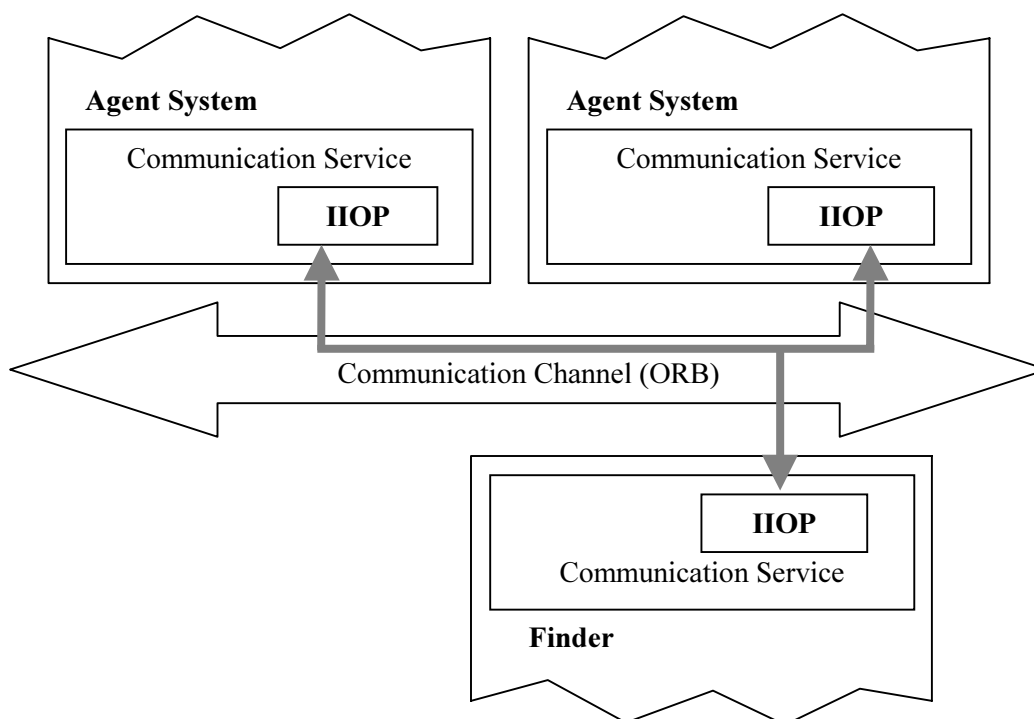 Agent System
Communication Service
IIOP
Agent System
Communication Service
IIOP
Communication Channel (ORB)
IIOP
Communication Service
Finder